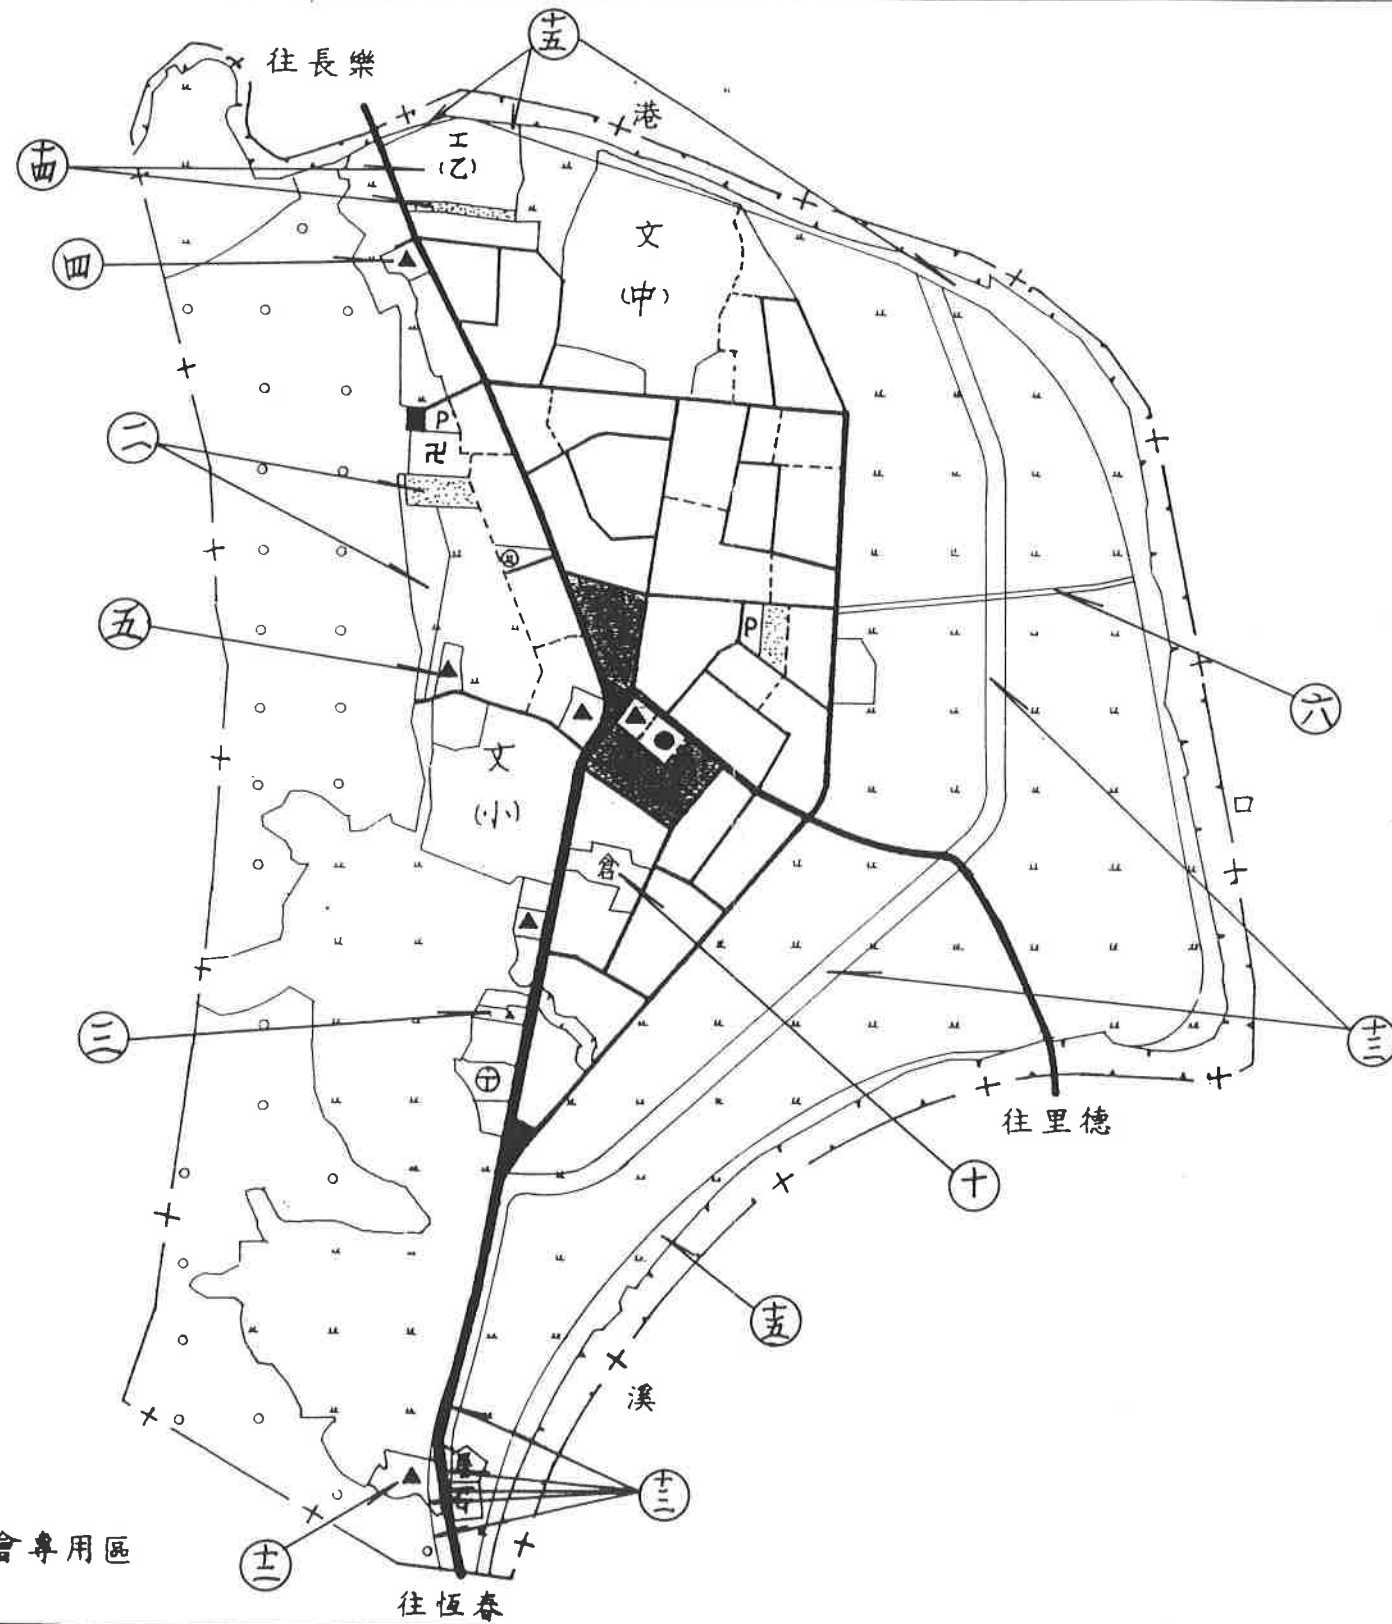 十五
往長樂
港
工
(乙)
十四
文
(中)
四
P
卍
二
五
P
六
文
(小)
口
倉
三
十三
往里德
十
十五
溪
十二
會專用區
往恆春